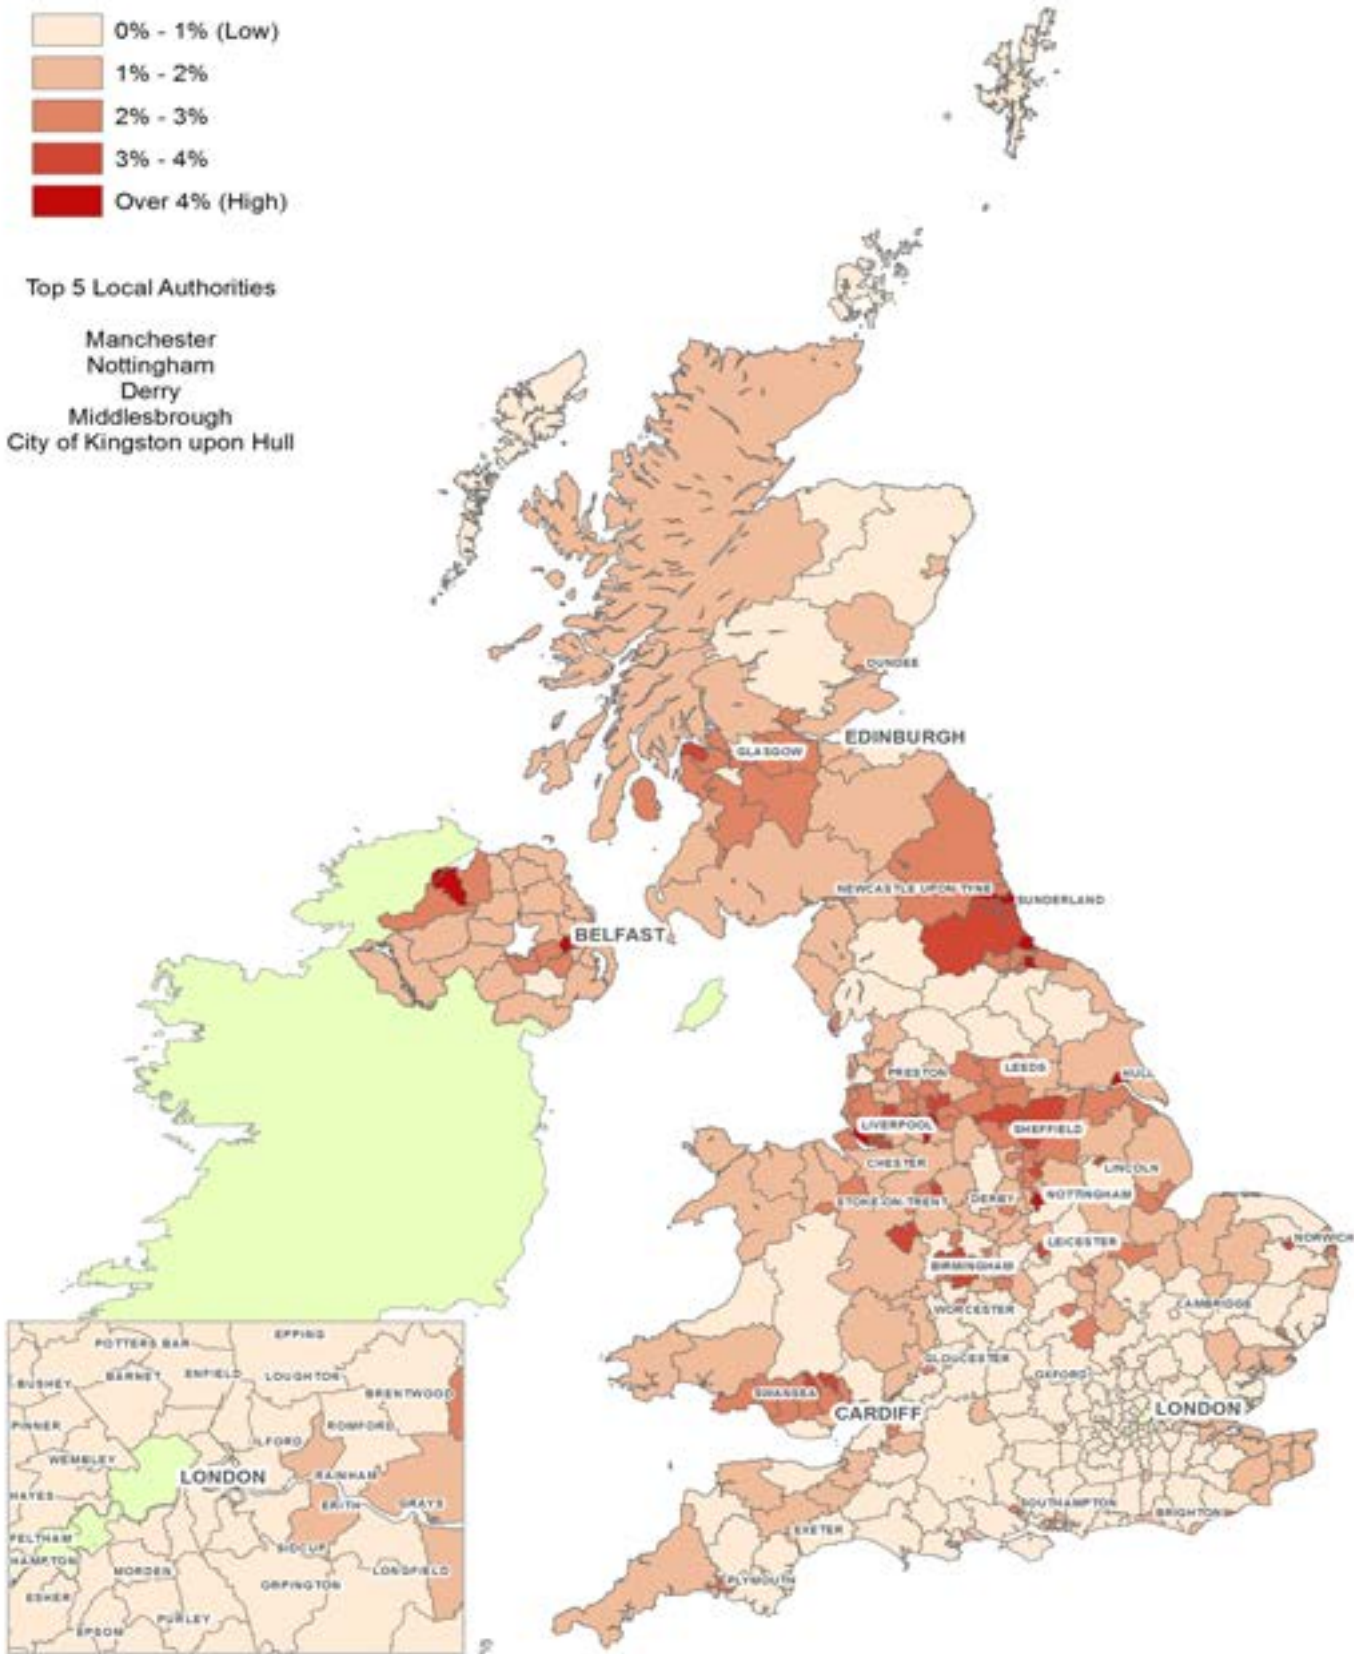 0% - 1% (Low)
1% - 2%
2% - 3%
3% - 4%
Over 4% (High)
Top 5 Local Authorities
Manchester
Nottingham
Derry
Middlesbrough
City of Kingston upon Hull
DUNDEE
EDINBURGH
GLASGOW
NEWCASTLE UPON TYNE
SUNDERLAND
BELFAST
LEEDS
PRESTON
HULL
LIVERPOOL
SHEFFIELD
CHESTER
LINCOLN
STOKE-ON-TRENT
DERBY
NOTTINGHAM
LEICESTER
NORWICH
BIRMINGHAM
WORCESTER
CAMBRIDGE
GLOUCESTER
OXFORD
SWANSEA
CARDIFF
LONDON
SOUTHAMPTON
BRIGHTON
EXETER
PLYMOUTH
EPPING
POTTERS BAR
BARNET
ENFIELD
LOUGHTON
BUSHEY
BRENTWOOD
PINNER
ROMFORD
ILFORD
WEMBLEY
LONDON
RAINHAM
HAYES
ERITH
GRAYS
FELTHAM
SIDCUP
HAMPTON
MORDEN
LONGFIELD
ORPINGTON
ESHER
PURLEY
EPSOM